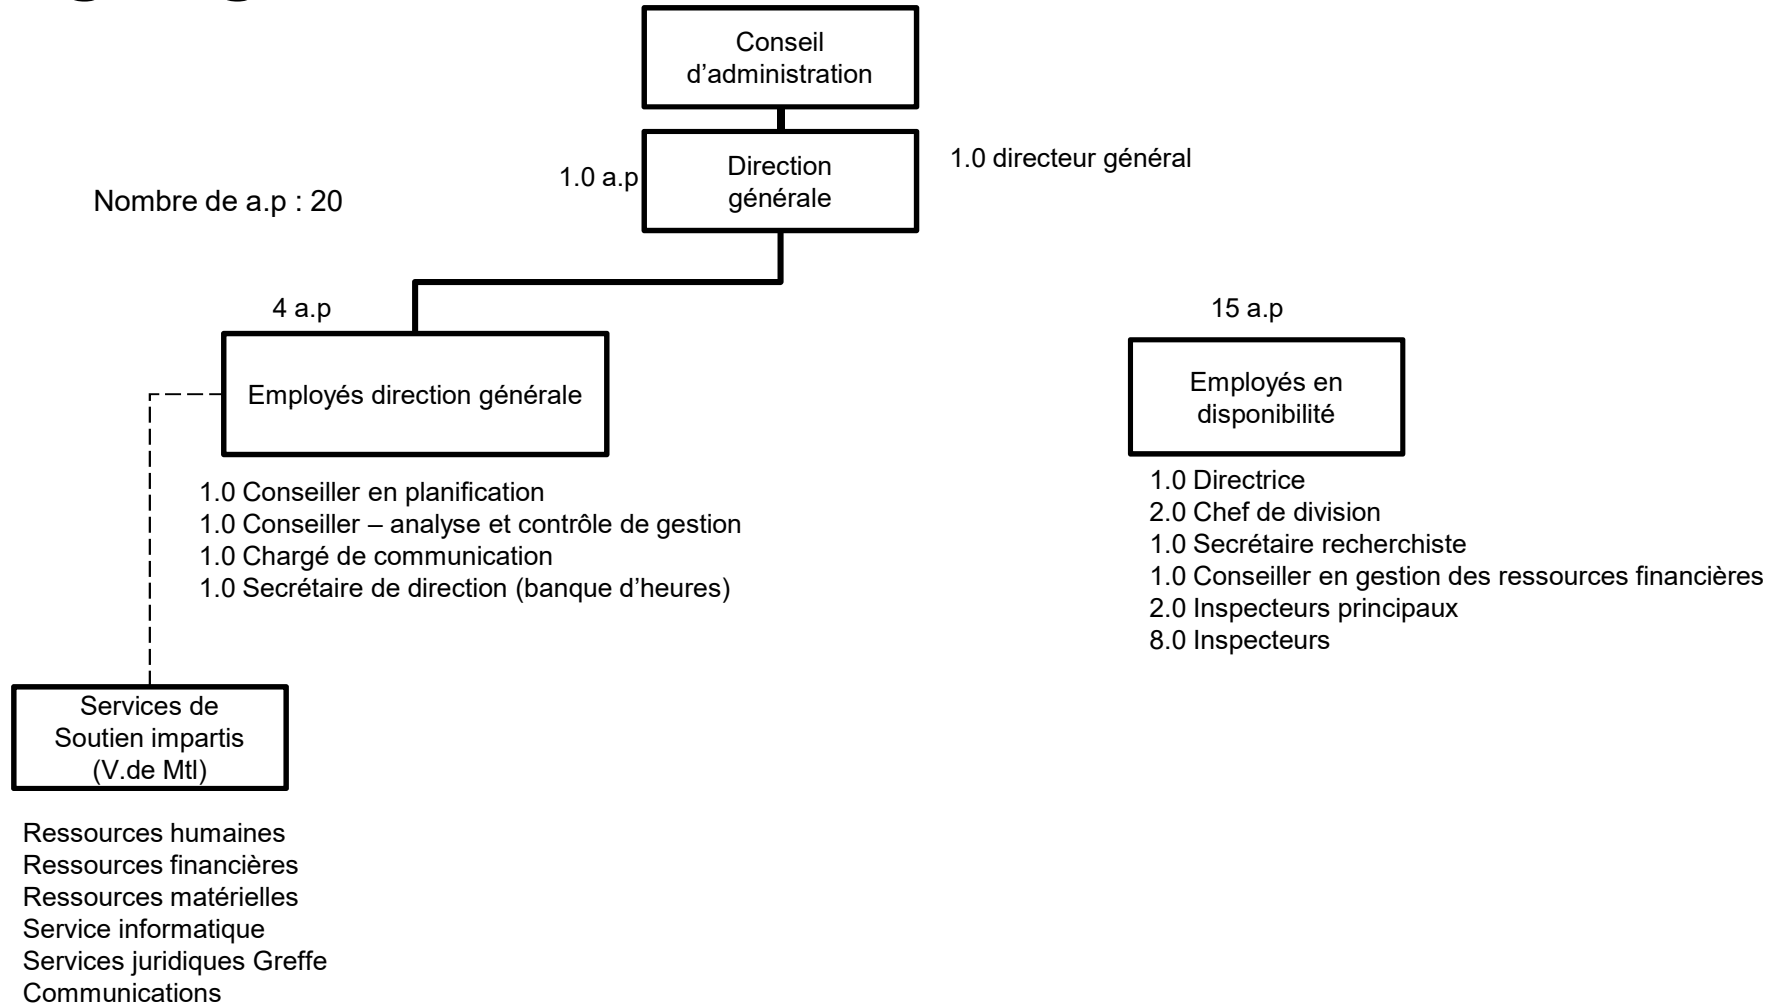 Conseil
d’administration
Direction
générale
1.0 a.p
1.0 directeur général
Nombre de a.p : 20
4 a.p
Employés direction générale
1.0 Conseiller en planification
1.0 Conseiller – analyse et contrôle de gestion
1.0 Chargé de communication
1.0 Secrétaire de direction (banque d’heures)
15 a.p
Employés en
disponibilité
1.0 Directrice
2.0 Chef de division
1.0 Secrétaire recherchiste
1.0 Conseiller en gestion des ressources financières
2.0 Inspecteurs principaux
8.0 Inspecteurs
Services de
Soutien impartis
(V.de Mtl)
Ressources humaines
Ressources financières
Ressources matérielles
Service informatique
Services juridiques Greffe
Communications